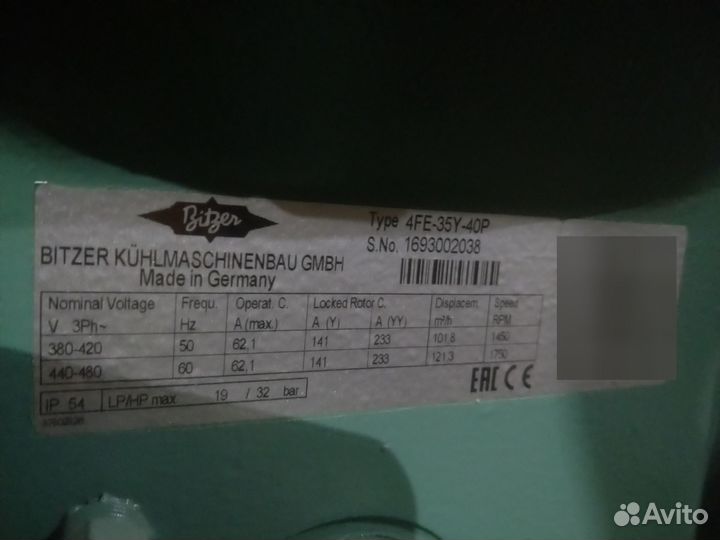 Bitzer
Type 4FE-35Y-40P
S.No. 1693002038
BITZER KÜHLMASCHINENBAU GMBH
Made in Germany
Nominal Voltage Frequ. Operat. C. Locked Rotor C. Displacem. Speed
V 3Ph~ Hz A (max.) A (Y) A (YY) m³/h RPM
380-420 50 62,1 141 233 101,8 1450
440-480 60 62,1 141 233 121,3 1750
IP 54 LP/HP max 19 / 32 bar
EAC CE
Avito